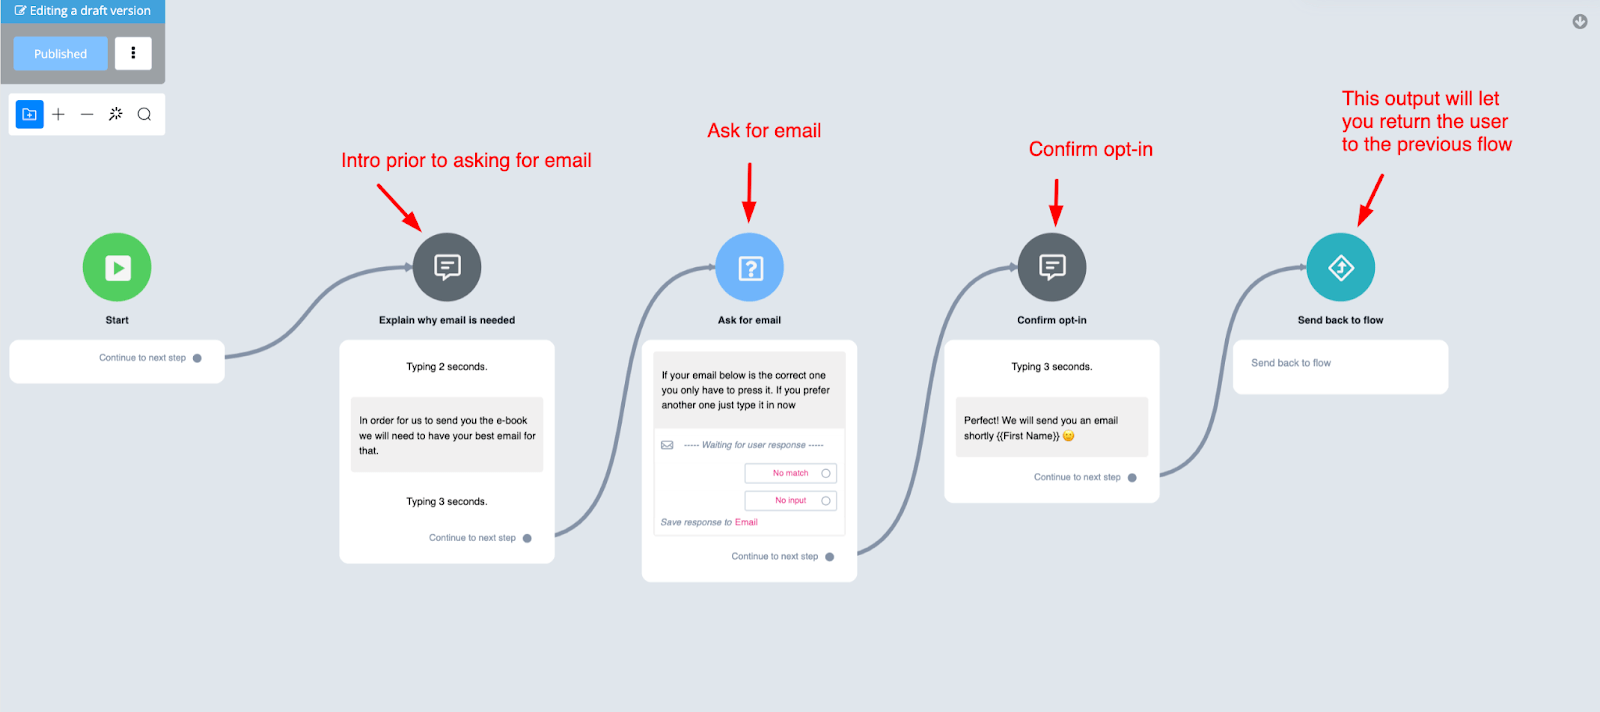 Editing a draft version
Published
This output will let
you return the user
to the previous flow
Ask for email
Confirm opt-in
Intro prior to asking for email
Start
Continue to next step
Explain why email is needed
Typing 2 seconds.
In order for us to send you the e-book
we will need to have your best email for
that.
Typing 3 seconds.
Continue to next step
Ask for email
If your email below is the correct one
you only have to press it. If you prefer
another one just type it in now
----- Waiting for user response -----
No match
No input
Save response to Email
Continue to next step
Confirm opt-in
Typing 3 seconds.
Perfect! We will send you an email
shortly {{First Name}} 🙂
Continue to next step
Send back to flow
Send back to flow